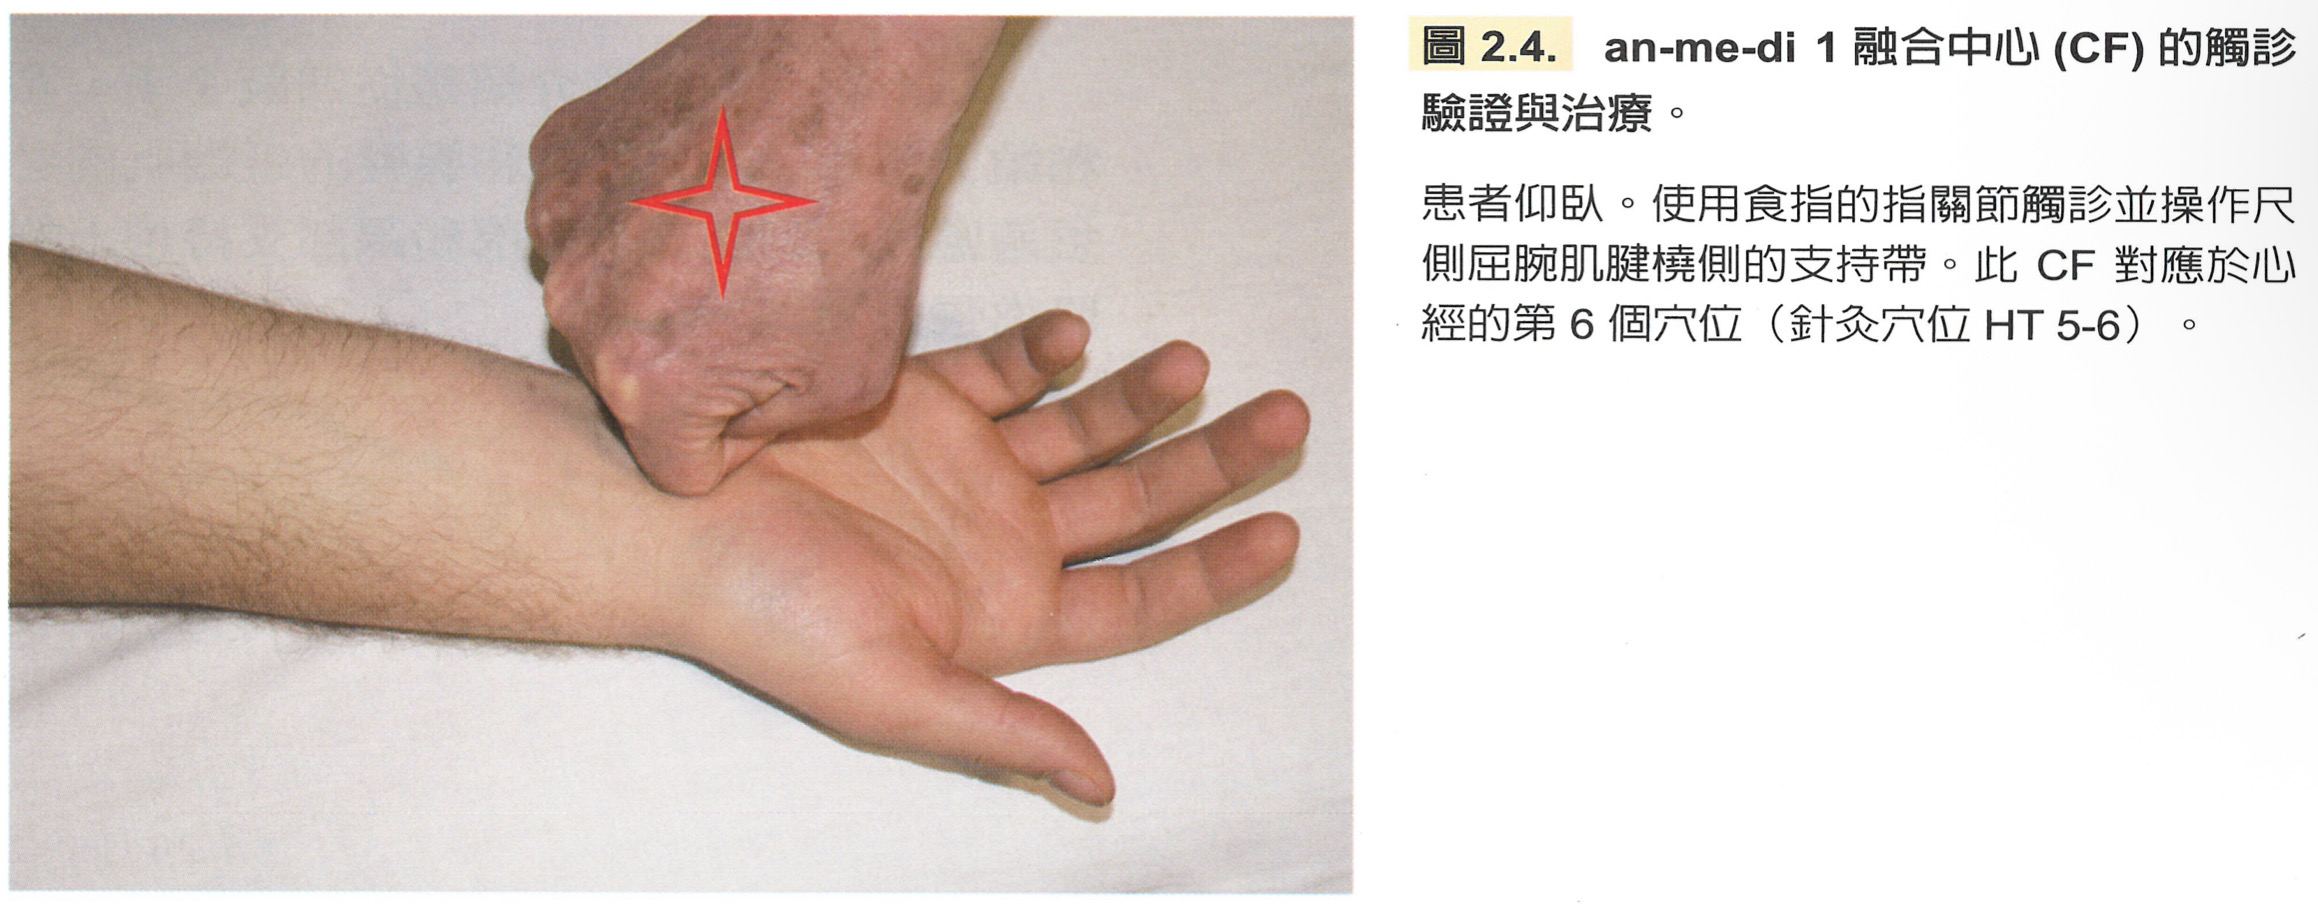 圖 2.4. an-me-di 1 融合中心 (CF) 的觸診
驗證與治療。
患者仰臥。使用食指的指關節觸診並操作尺
側屈腕肌腱橈側的支持帶。此 CF 對應於心
經的第 6 個穴位（針灸穴位 HT 5-6）。